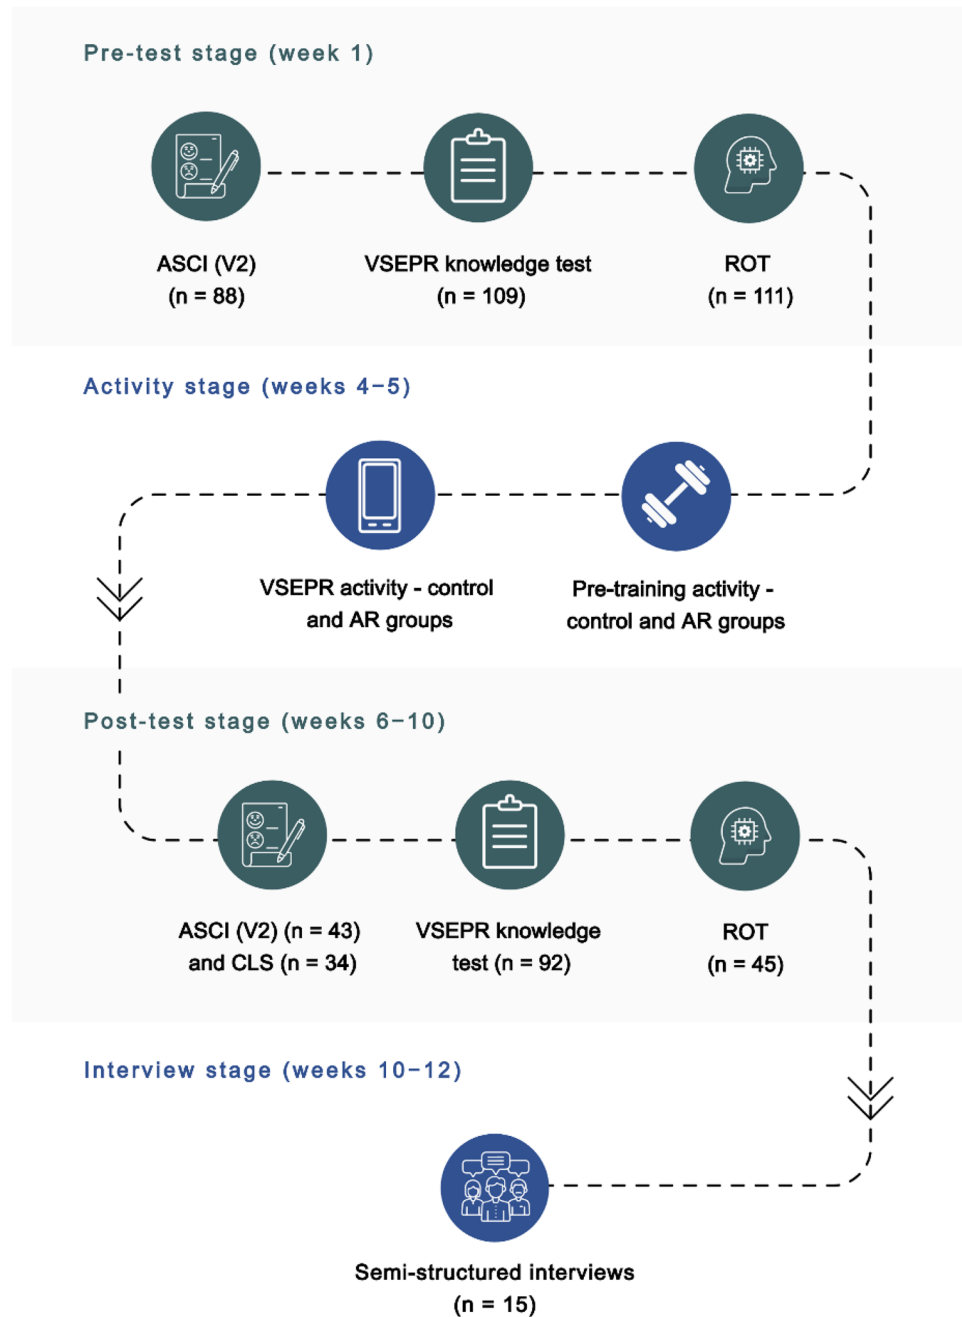 Pre-test stage (week 1)
ASCI (V2)
(n = 88)
VSEPR knowledge test
(n = 109)
ROT
(n = 111)
Activity stage (weeks 4–5)
VSEPR activity - control
and AR groups
Pre-training activity -
control and AR groups
Post-test stage (weeks 6–10)
ASCI (V2) (n = 43)
and CLS (n = 34)
VSEPR knowledge
test (n = 92)
ROT
(n = 45)
Interview stage (weeks 10–12)
Semi-structured interviews
(n = 15)